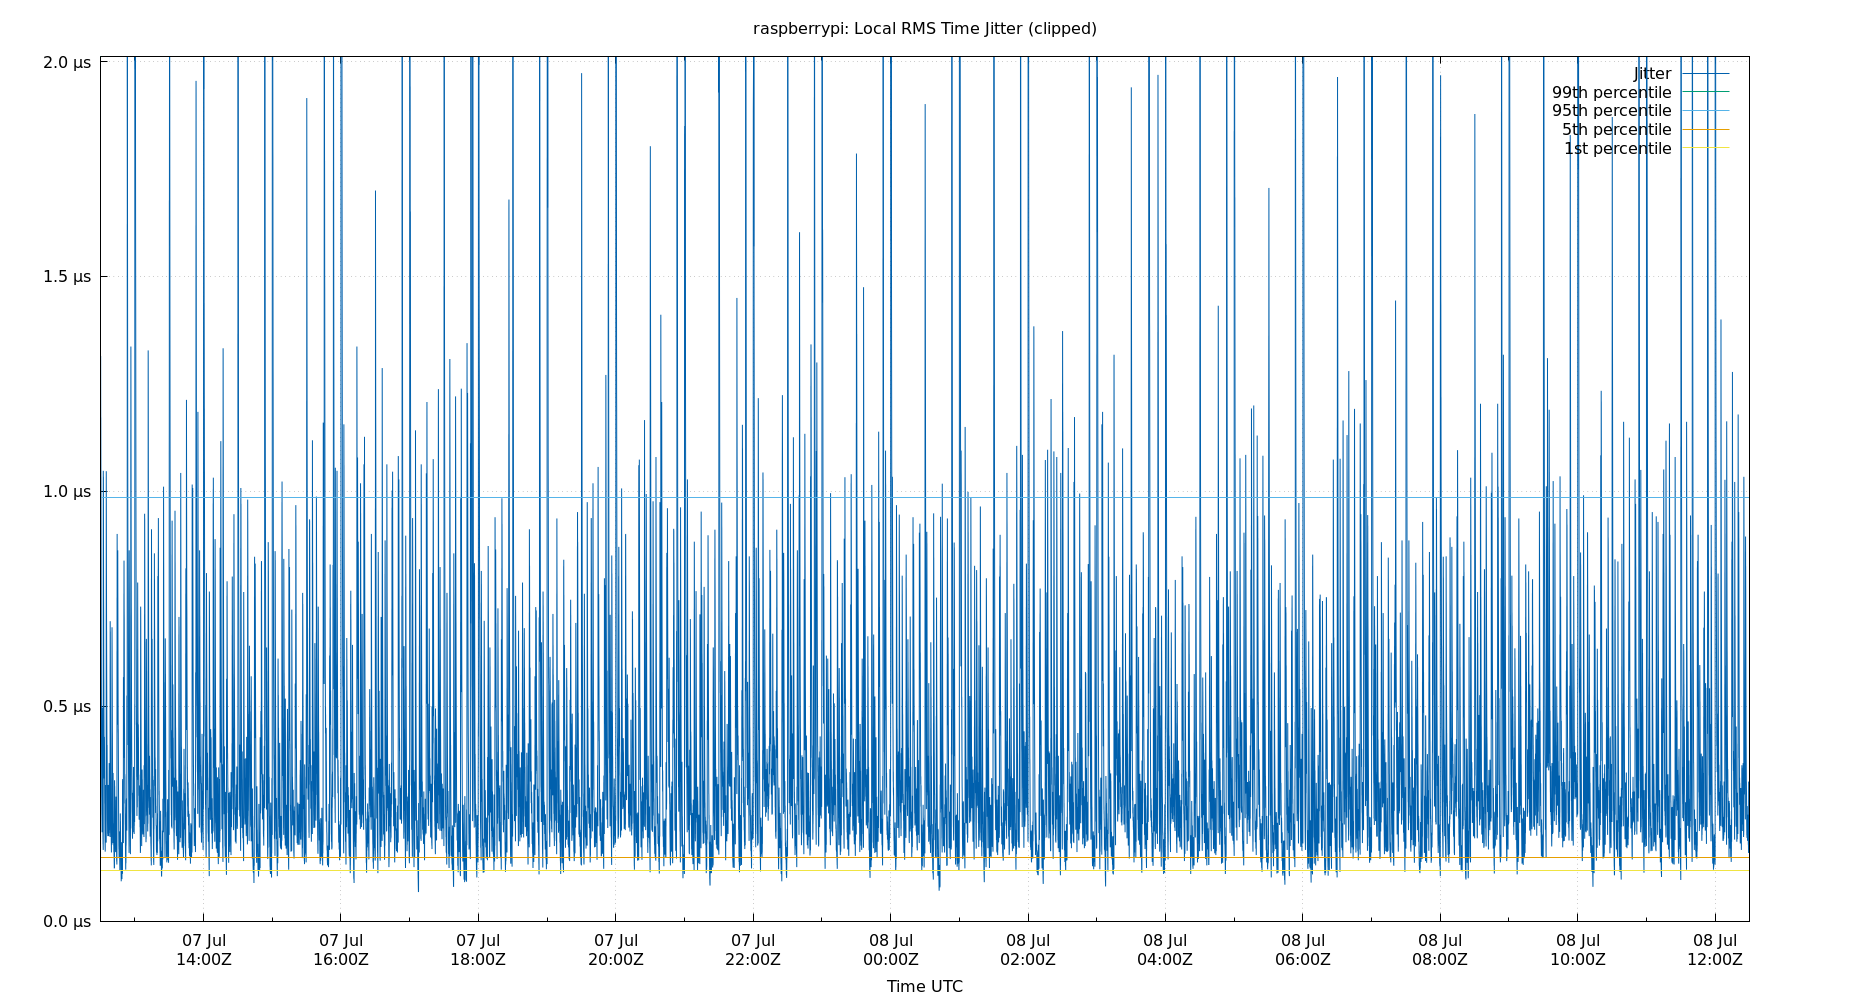 raspberrypi: Local RMS Time Jitter (clipped)
2.0 µs
1.5 µs
1.0 µs
0.5 µs
0.0 µs
Jitter
99th percentile
95th percentile
5th percentile
1st percentile
07 Jul 07 Jul 07 Jul 07 Jul 07 Jul 08 Jul 08 Jul 08 Jul 08 Jul 08 Jul 08 Jul 08 Jul
14:00Z 16:00Z 18:00Z 20:00Z 22:00Z 00:00Z 02:00Z 04:00Z 06:00Z 08:00Z 10:00Z 12:00Z
Time UTC